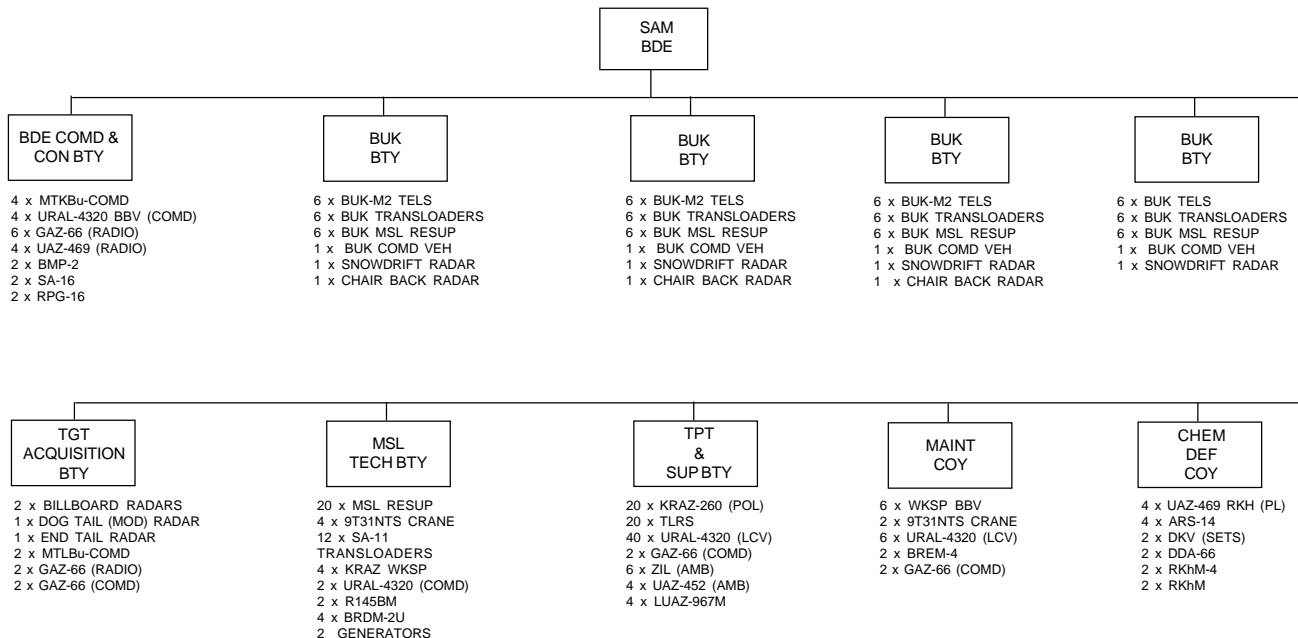 SAM
BDE
BDE COMD &
CON BTY
4 x MTKBu-COMD
4 x URAL-4320 BBV (COMD)
6 x GAZ-66 (RADIO)
4 x UAZ-469 (RADIO)
2 x BMP-2
2 x SA-16
2 x RPG-16
BUK
BTY
6 x BUK-M2 TELS
6 x BUK TRANSLOADERS
6 x BUK MSL RESUP
1 x BUK COMD VEH
1 x SNOWDRIFT RADAR
1 x CHAIR BACK RADAR
BUK
BTY
6 x BUK-M2 TELS
6 x BUK TRANSLOADERS
6 x BUK MSL RESUP
1 x BUK COMD VEH
1 x SNOWDRIFT RADAR
1 x CHAIR BACK RADAR
BUK
BTY
6 x BUK-M2 TELS
6 x BUK TRANSLOADERS
6 x BUK MSL RESUP
1 x BUK COMD VEH
1 x SNOWDRIFT RADAR
1 x CHAIR BACK RADAR
BUK
BTY
6 x BUK TELS
6 x BUK TRANSLOADERS
6 x BUK MSL RESUP
1 x BUK COMD VEH
1 x SNOWDRIFT RADAR
TGT
ACQUISITION
BTY
2 x BILLBOARD RADARS
1 x DOG TAIL (MOD) RADAR
1 x END TAIL RADAR
2 x MTLBu-COMD
2 x GAZ-66 (RADIO)
2 x GAZ-66 (COMD)
MSL
TECH BTY
20 x MSL RESUP
4 x 9T31NTS CRANE
12 x SA-11
TRANSLOADERS
4 x KRAZ WKSP
2 x URAL-4320 (COMD)
2 x R145BM
4 x BRDM-2U
2 GENERATORS
TPT
&
SUP BTY
20 x KRAZ-260 (POL)
20 x TLRS
40 x URAL-4320 (LCV)
2 x GAZ-66 (COMD)
6 x ZIL (AMB)
4 x UAZ-452 (AMB)
4 x LUAZ-967M
MAINT
COY
6 x WKSP BBV
2 x 9T31NTS CRANE
6 x URAL-4320 (LCV)
2 x BREM-4
2 x GAZ-66 (COMD)
CHEM
DEF
COY
4 x UAZ-469 RKH (PL)
4 x ARS-14
2 x DKV (SETS)
2 x DDA-66
2 x RKhM-4
2 x RKhM